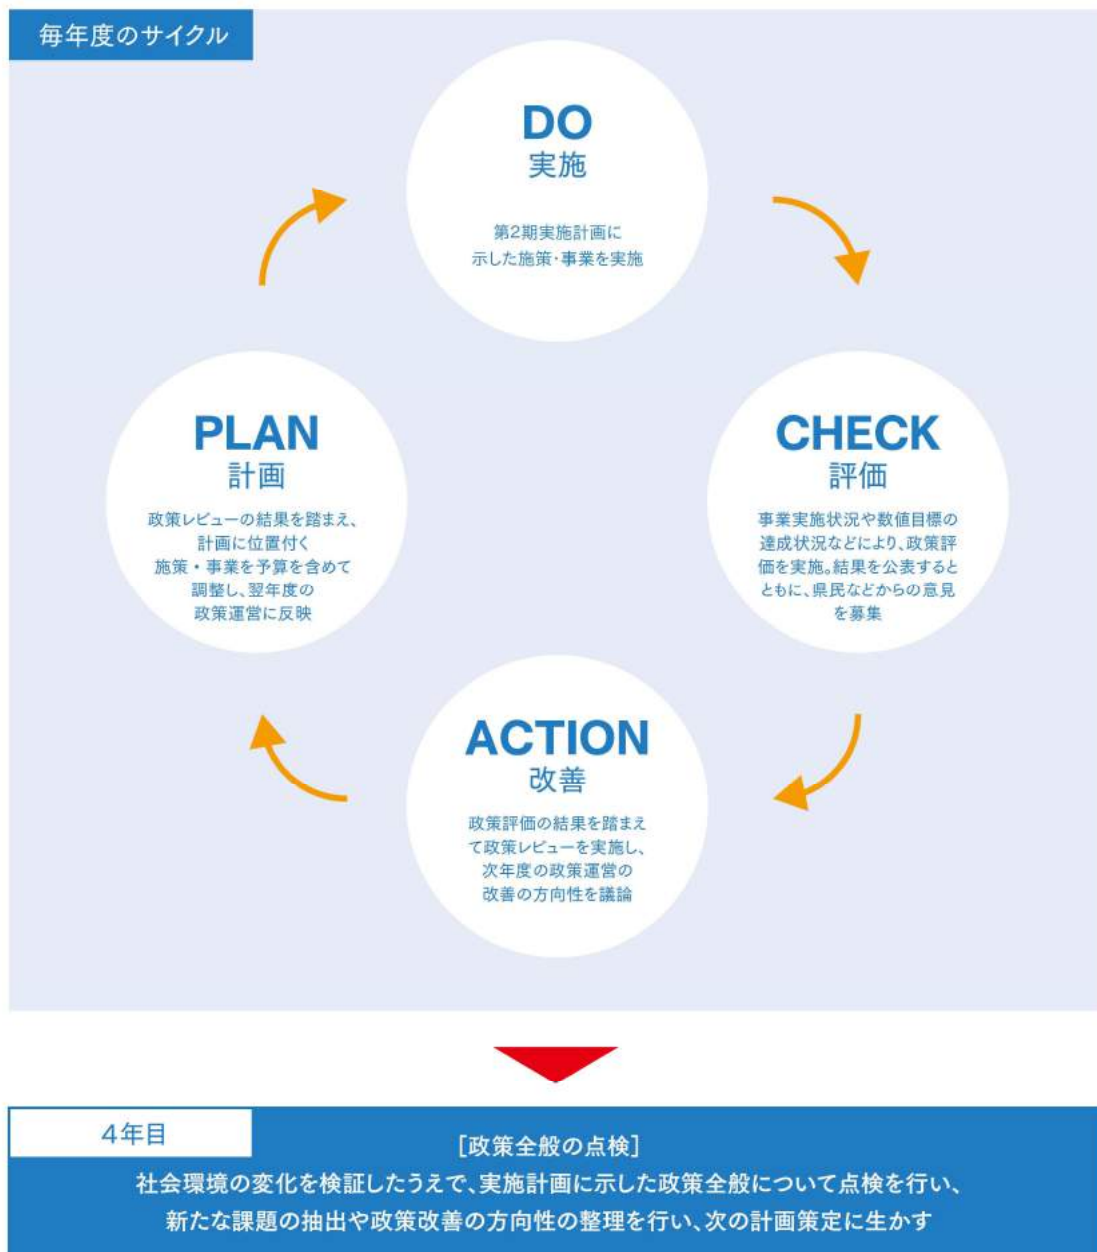 毎年度のサイクル
DO
実施
第2期実施計画に
示した施策・事業を実施
PLAN
計画
政策レビューの結果を踏まえ、
計画に位置付く
施策・事業を予算を含めて
調整し、翌年度の
政策運営に反映
CHECK
評価
事業実施状況や数値目標の
達成状況などにより、政策評
価を実施。結果を公表すると
ともに、県民などからの意見
を募集
ACTION
改善
政策評価の結果を踏まえ
て政策レビューを実施し、
次年度の政策運営の
改善の方向性を議論
4年目
[政策全般の点検]
社会環境の変化を検証したうえで、実施計画に示した政策全般について点検を行い、
新たな課題の抽出や政策改善の方向性の整理を行い、次の計画策定に生かす